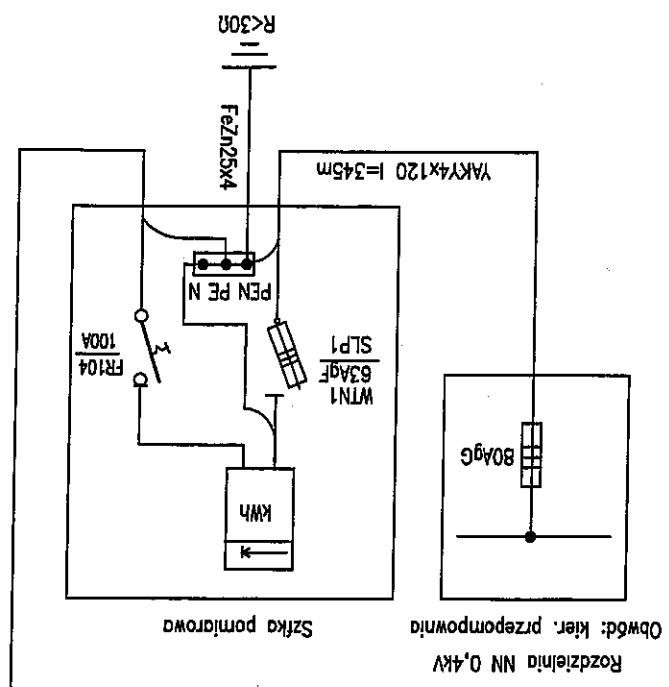 Rozdzielnia NN 0,4kV
Obwód: kier. przepompownia
Szfka pomiarowa
80AgG
kWh
WTN1
63AgF
SLP1
FR104
100A
PEN PE N
YAKY4x120 l=345m
FeZn25x4
R<30Ω